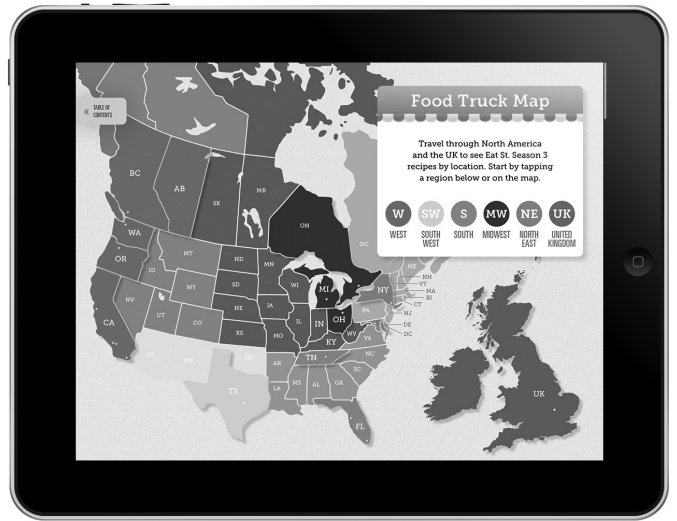 « TABLE OF
CONTENTS
Food Truck Map
Travel through North America
and the UK to see Eat St. Season 3
recipes by location. Start by tapping
a region below or on the map.
W SW S MW NE UK
WEST SOUTH WEST SOUTH MIDWEST NORTH EAST UNITED KINGDOM
BC
AB
SK
MB
ON
QC
WA
OR
ID
MT
ND
MN
WI
MI
NY
ME
NH
VT
MA
RI
CT
NJ
DE
DC
WY
SD
IA
NV
UT
CO
NE
IL
IN
OH
PA
CA
KS
MO
KY
WV
VA
AZ
NM
OK
AR
TN
NC
SC
TX
LA
MS
AL
GA
FL
UK